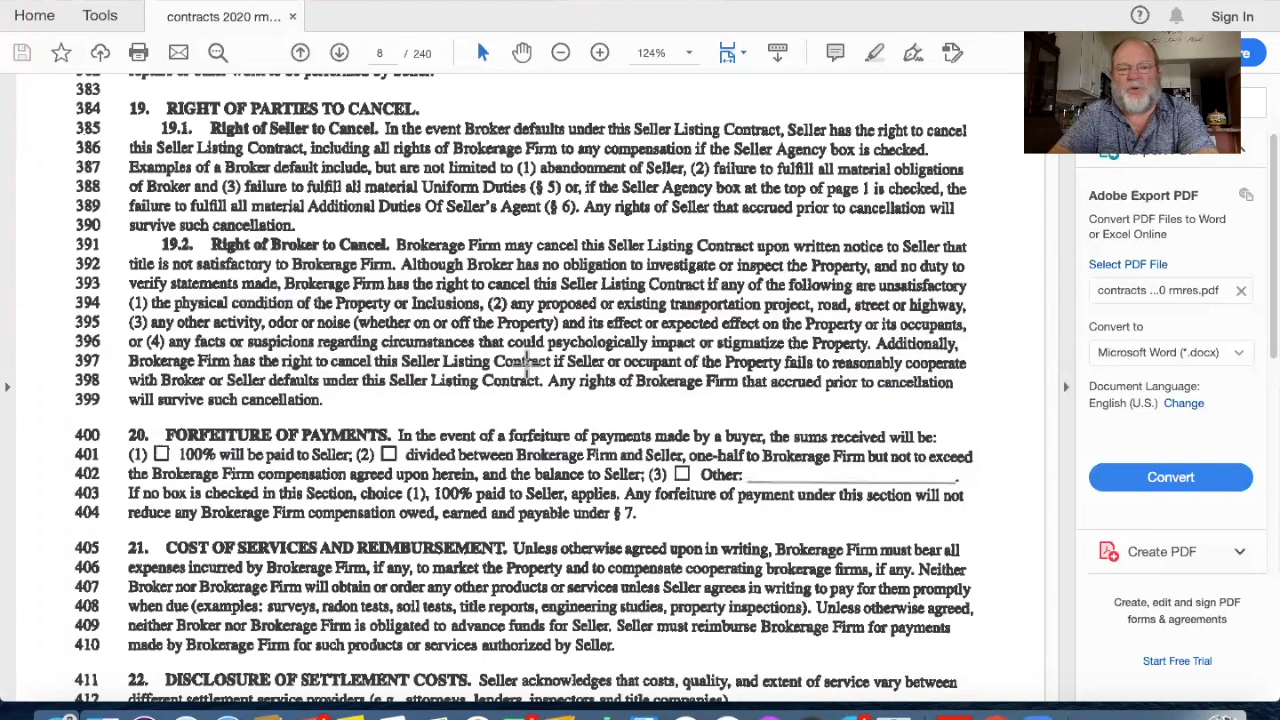 Home
Tools
contracts 2020 rm... ×
Sign In
8 / 240
124%
383
384 19. RIGHT OF PARTIES TO CANCEL.
385 19.1. Right of Seller to Cancel. In the event Broker defaults under this Seller Listing Contract, Seller has the right to cancel
386 this Seller Listing Contract, including all rights of Brokerage Firm to any compensation if the Seller Agency box is checked.
387 Examples of a Broker default include, but are not limited to (1) abandonment of Seller, (2) failure to fulfill all material obligations
388 of Broker and (3) failure to fulfill all material Uniform Duties (§ 5) or, if the Seller Agency box at the top of page 1 is checked, the
389 failure to fulfill all material Additional Duties Of Seller's Agent (§ 6). Any rights of Seller that accrued prior to cancellation will
390 survive such cancellation.
391 19.2. Right of Broker to Cancel. Brokerage Firm may cancel this Seller Listing Contract upon written notice to Seller that
392 title is not satisfactory to Brokerage Firm. Although Broker has no obligation to investigate or inspect the Property, and no duty to
393 verify statements made, Brokerage Firm has the right to cancel this Seller Listing Contract if any of the following are unsatisfactory
394 (1) the physical condition of the Property or Inclusions, (2) any proposed or existing transportation project, road, street or highway,
395 (3) any other activity, odor or noise (whether on or off the Property) and its effect or expected effect on the Property or its occupants,
396 or (4) any facts or suspicions regarding circumstances that could psychologically impact or stigmatize the Property. Additionally,
397 Brokerage Firm has the right to cancel this Seller Listing Contract if Seller or occupant of the Property fails to reasonably cooperate
398 with Broker or Seller defaults under this Seller Listing Contract. Any rights of Brokerage Firm that accrued prior to cancellation
399 will survive such cancellation.
400 20. FORFEITURE OF PAYMENTS. In the event of a forfeiture of payments made by a buyer, the sums received will be:
401 (1) ☐ 100% will be paid to Seller; (2) ☐ divided between Brokerage Firm and Seller, one-half to Brokerage Firm but not to exceed
402 the Brokerage Firm compensation agreed upon herein, and the balance to Seller; (3) ☐ Other: ____________________.
403 If no box is checked in this Section, choice (1), 100% paid to Seller, applies. Any forfeiture of payment under this section will not
404 reduce any Brokerage Firm compensation owed, earned and payable under § 7.
405 21. COST OF SERVICES AND REIMBURSEMENT. Unless otherwise agreed upon in writing, Brokerage Firm must bear all
406 expenses incurred by Brokerage Firm, if any, to market the Property and to compensate cooperating brokerage firms, if any. Neither
407 Broker nor Brokerage Firm will obtain or order any other products or services unless Seller agrees in writing to pay for them promptly
408 when due (examples: surveys, radon tests, soil tests, title reports, engineering studies, property inspections). Unless otherwise agreed,
409 neither Broker nor Brokerage Firm is obligated to advance funds for Seller. Seller must reimburse Brokerage Firm for payments
410 made by Brokerage Firm for such products or services authorized by Seller.
411 22. DISCLOSURE OF SETTLEMENT COSTS. Seller acknowledges that costs, quality, and extent of service vary between
412 different settlement service providers (e.g., attorneys, lenders, inspectors and title companies).
Adobe Export PDF
Convert PDF Files to Word
or Excel Online
Select PDF File
contracts ...0 rmres.pdf
Convert to
Microsoft Word (*.docx)
Document Language:
English (U.S.) Change
Convert
Create PDF
Create, edit and sign PDF
forms & agreements
Start Free Trial